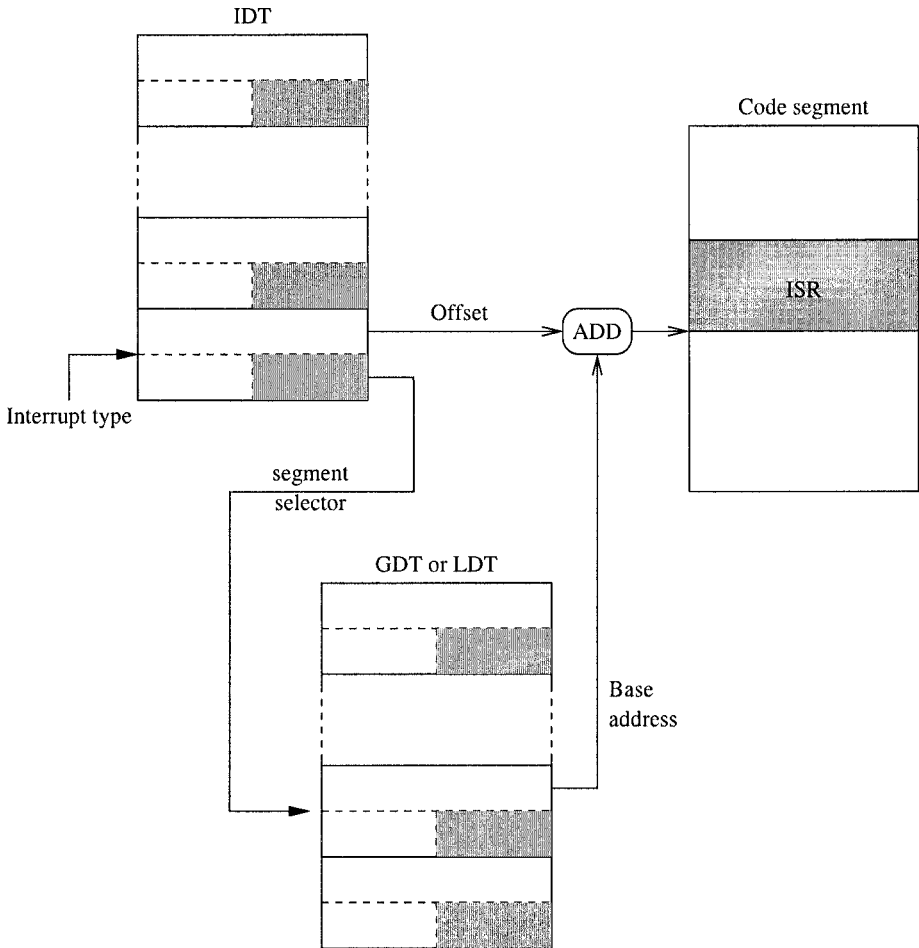 IDT
Code segment
ISR
Offset
ADD
Interrupt type
segment
selector
GDT or LDT
Base
address